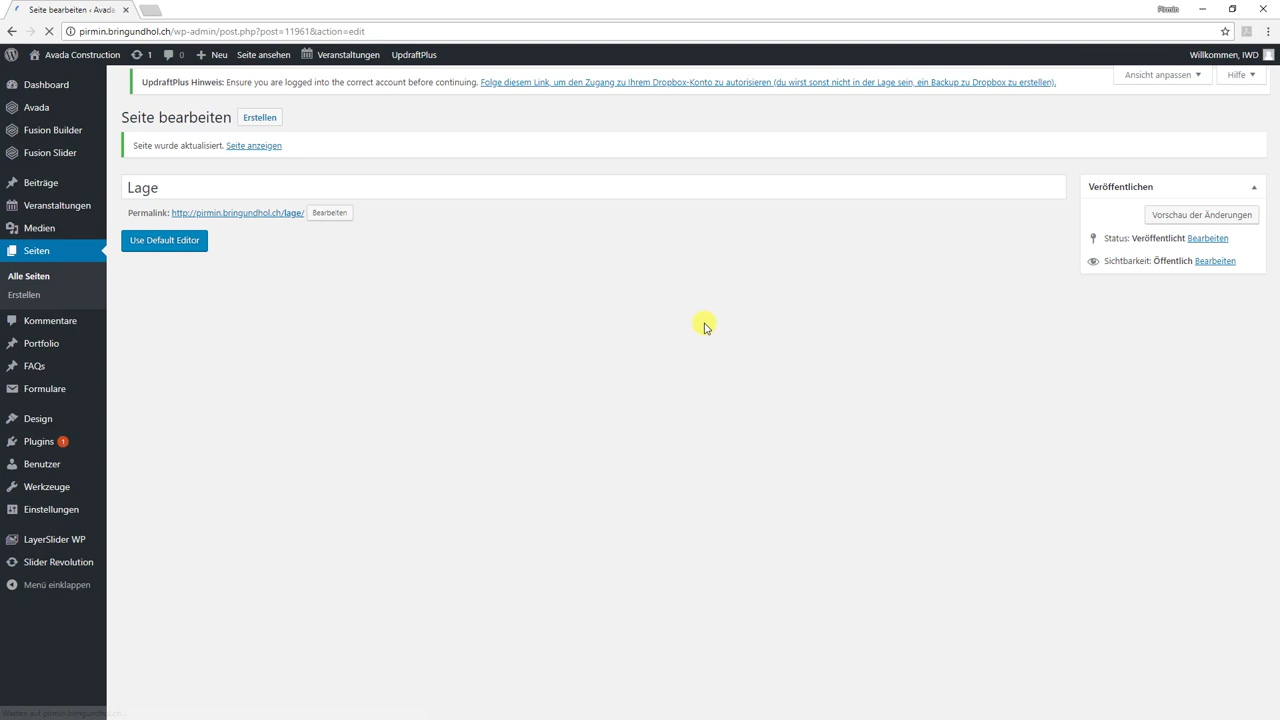 Seite bearbeiten ‹ Avada
Pirmin
pirmin.bringundhol.ch/wp-admin/post.php?post=11961&action=edit
Avada Construction 1 0 Neu Seite ansehen Veranstaltungen UpdraftPlus Willkommen, IWD
Dashboard
Avada
Fusion Builder
Fusion Slider
Beiträge
Veranstaltungen
Medien
Seiten
Alle Seiten
Erstellen
Kommentare
Portfolio
FAQs
Formulare
Design
Plugins 1
Benutzer
Werkzeuge
Einstellungen
LayerSlider WP
Slider Revolution
Menü einklappen
UpdraftPlus Hinweis: Ensure you are logged into the correct account before continuing. Folge diesem Link, um den Zugang zu Ihrem Dropbox-Konto zu autorisieren (du wirst sonst nicht in der Lage sein, ein Backup zu Dropbox zu erstellen).
Ansicht anpassen Hilfe
Seite bearbeiten Erstellen
Seite wurde aktualisiert. Seite anzeigen
Lage
Permalink: http://pirmin.bringundhol.ch/lage/ Bearbeiten
Use Default Editor
Veröffentlichen
Vorschau der Änderungen
Status: Veröffentlicht Bearbeiten
Sichtbarkeit: Öffentlich Bearbeiten
Warten auf pirmin.bringundhol.ch...